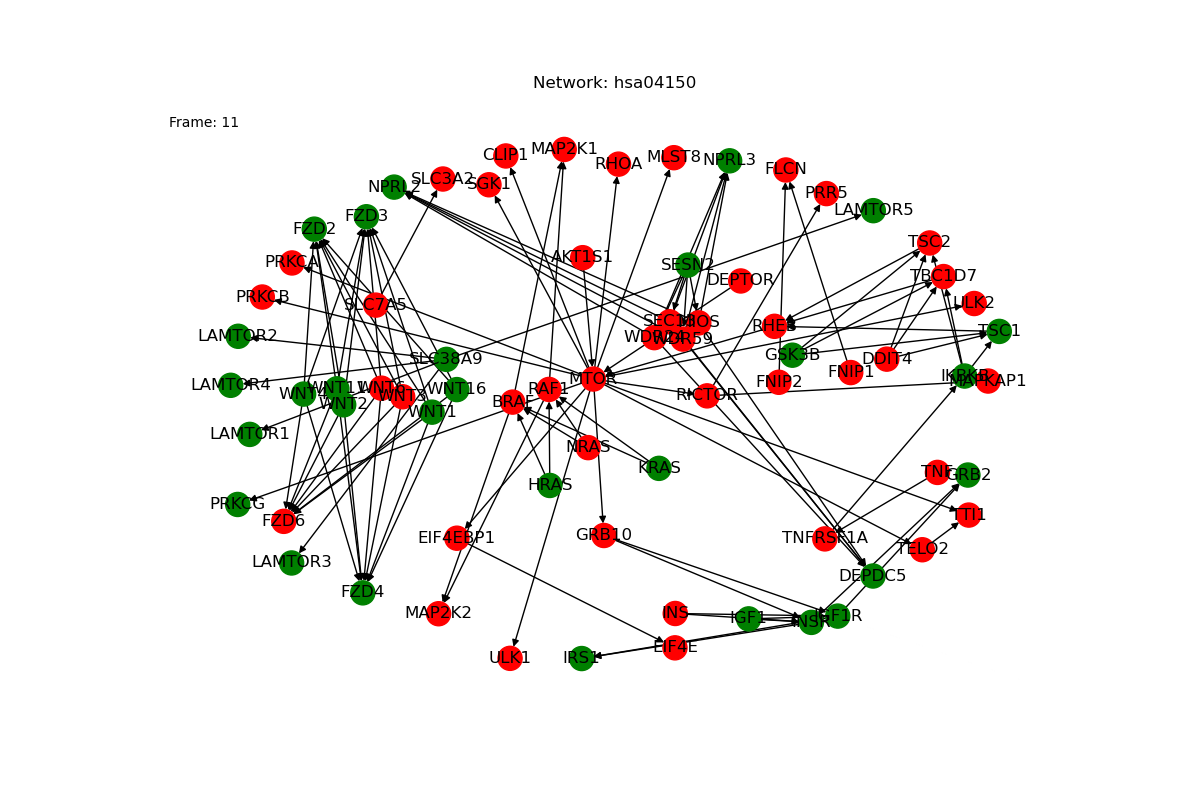 Network: hsa04150
Frame: 11
MAP2K1
CLIP1
RHOA
MLST8
NPRL3
FLCN
SLC3A2
SGK1
NPRL2
PRR5
LAMTOR5
FZD3
FZD2
TSC2
AKT1S1
PRKCA
SESN2
TBC1D7
DEPTOR
PRKCB
SLC7A5
ULK2
SEC13
MIOS
RHEB
TSC1
LAMTOR2
WDR24
WDR59
GSK3B
SLC38A9
DDIT4
FNIP1
IKBKB
MAPKAP1
MTOR
FNIP2
LAMTOR4
WNT11
WNT6
WNT16
RAF1
WNT4
WNT3
RICTOR
WNT2
BRAF
WNT1
LAMTOR1
NRAS
KRAS
TNF
GRB2
HRAS
PRKCG
FZD6
TTI1
EIF4EBP1
GRB10
TNFRSF1A
TELO2
LAMTOR3
DEPDC5
FZD4
MAP2K2
INS
IGF1
IGF1R
INSR
EIF4E
ULK1
IRS1